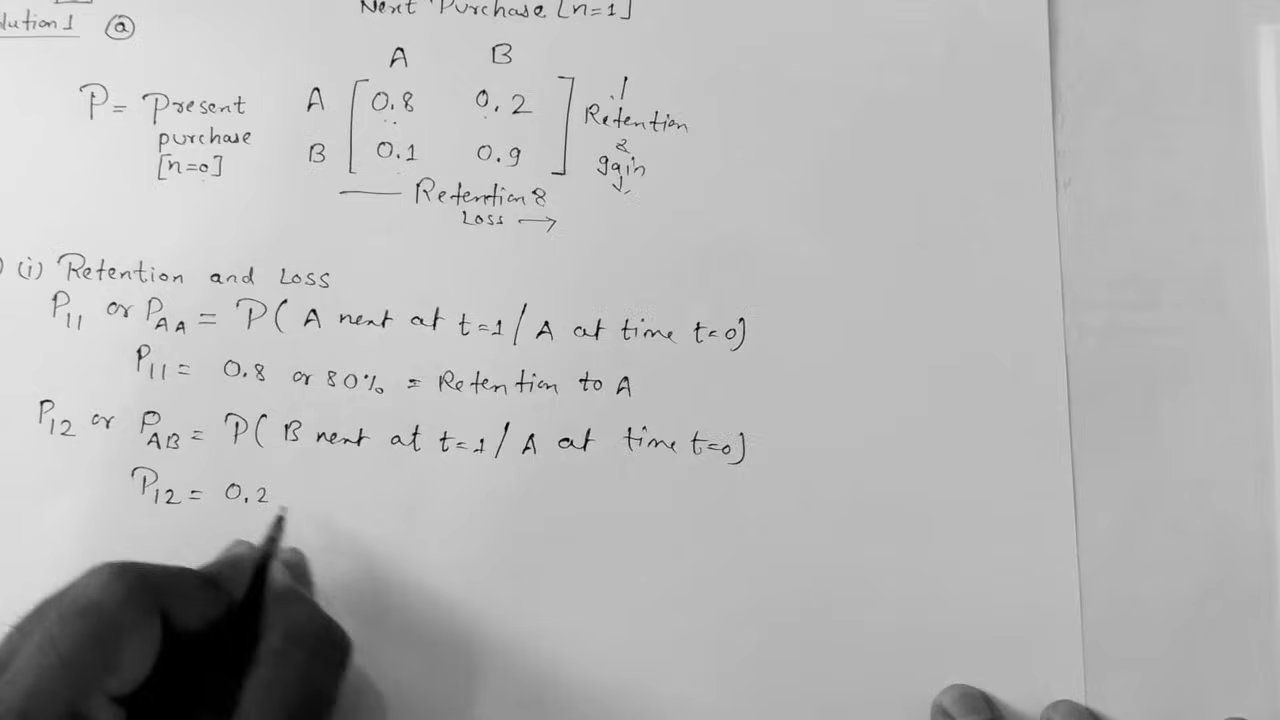 lution 1 (a)
Next Purchase [n=1]
A B
P = Present purchase [n=0]
A [ 0.8 0.2 ]
B [ 0.1 0.9 ]
Retention & gain ↓
Retention &
Loss →
(i) Retention and Loss
P11 or PAA = P( A next at t=1 / A at time t=0)
P11 = 0.8 or 80% = Retention to A
P12 or PAB = P( B next at t=1 / A at time t=0)
P12 = 0.2